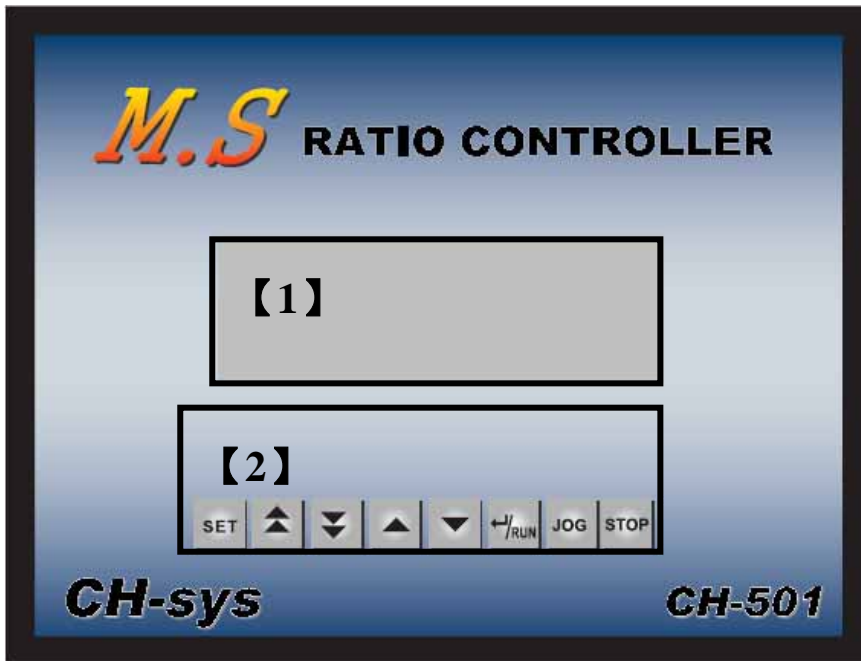 M.S RATIO CONTROLLER
【1】
【2】
SET ↵/RUN JOG STOP
CH-sys CH-501